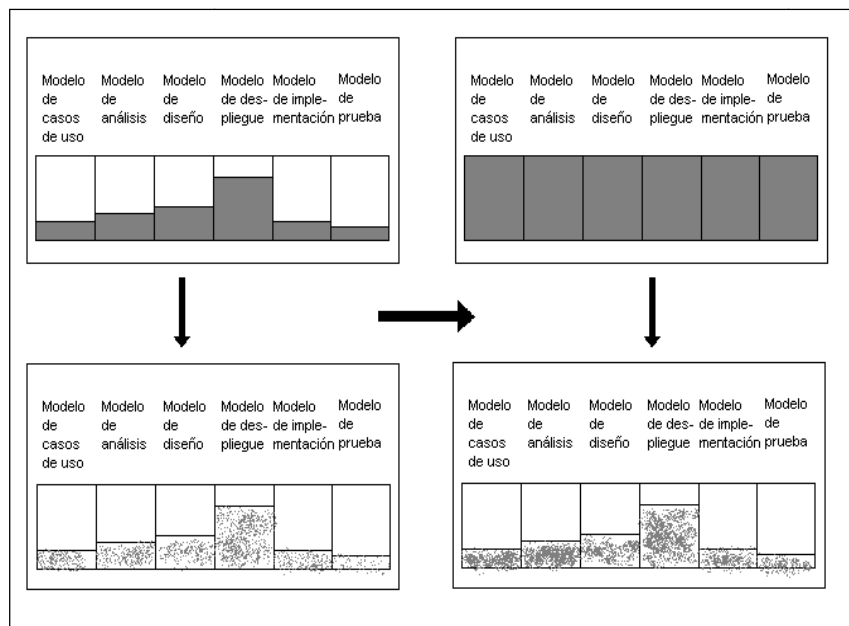 Modelo
de
casos
de uso
Modelo
de
análisis
Modelo
de
diseño
Modelo
de des-
pliegue
Modelo
de imple-
mentación
Modelo
de
prueba
Modelo
de
casos
de uso
Modelo
de
análisis
Modelo
de
diseño
Modelo
de des-
pliegue
Modelo
de imple-
mentación
Modelo
de
prueba
Modelo
de
casos
de uso
Modelo
de
análisis
Modelo
de
diseño
Modelo
de des-
pliegue
Modelo
de imple-
mentación
Modelo
de
prueba
Modelo
de
casos
de uso
Modelo
de
análisis
Modelo
de
diseño
Modelo
de des-
pliegue
Modelo
de imple-
mentación
Modelo
de
prueba